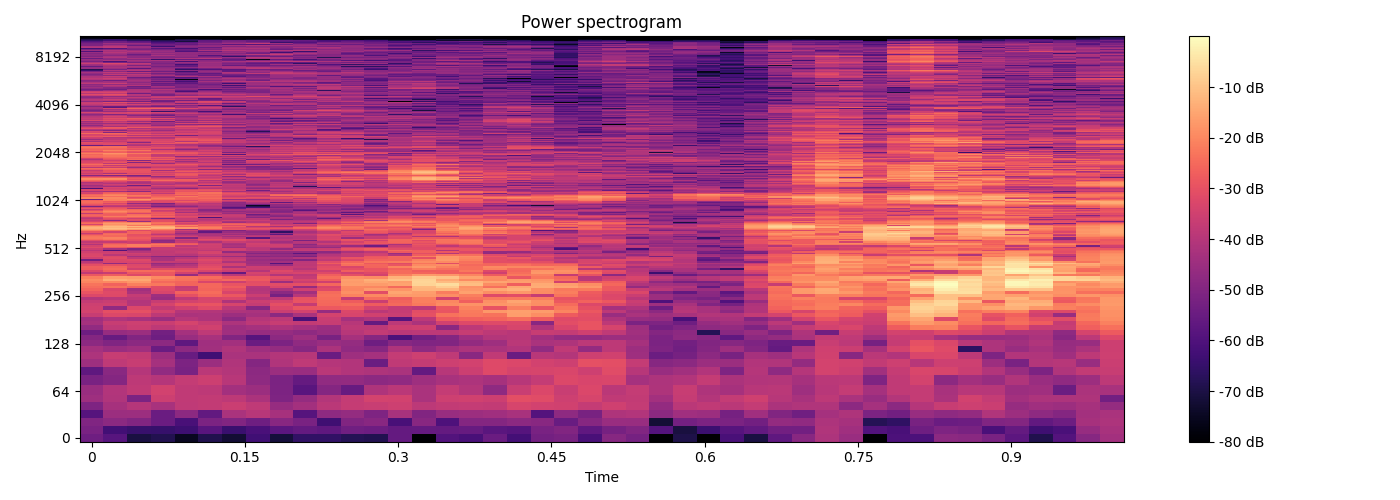 Power spectrogram
Hz
8192
4096
2048
1024
512
256
128
64
0
0 0.15 0.3 0.45 0.6 0.75 0.9
Time
-10 dB
-20 dB
-30 dB
-40 dB
-50 dB
-60 dB
-70 dB
-80 dB